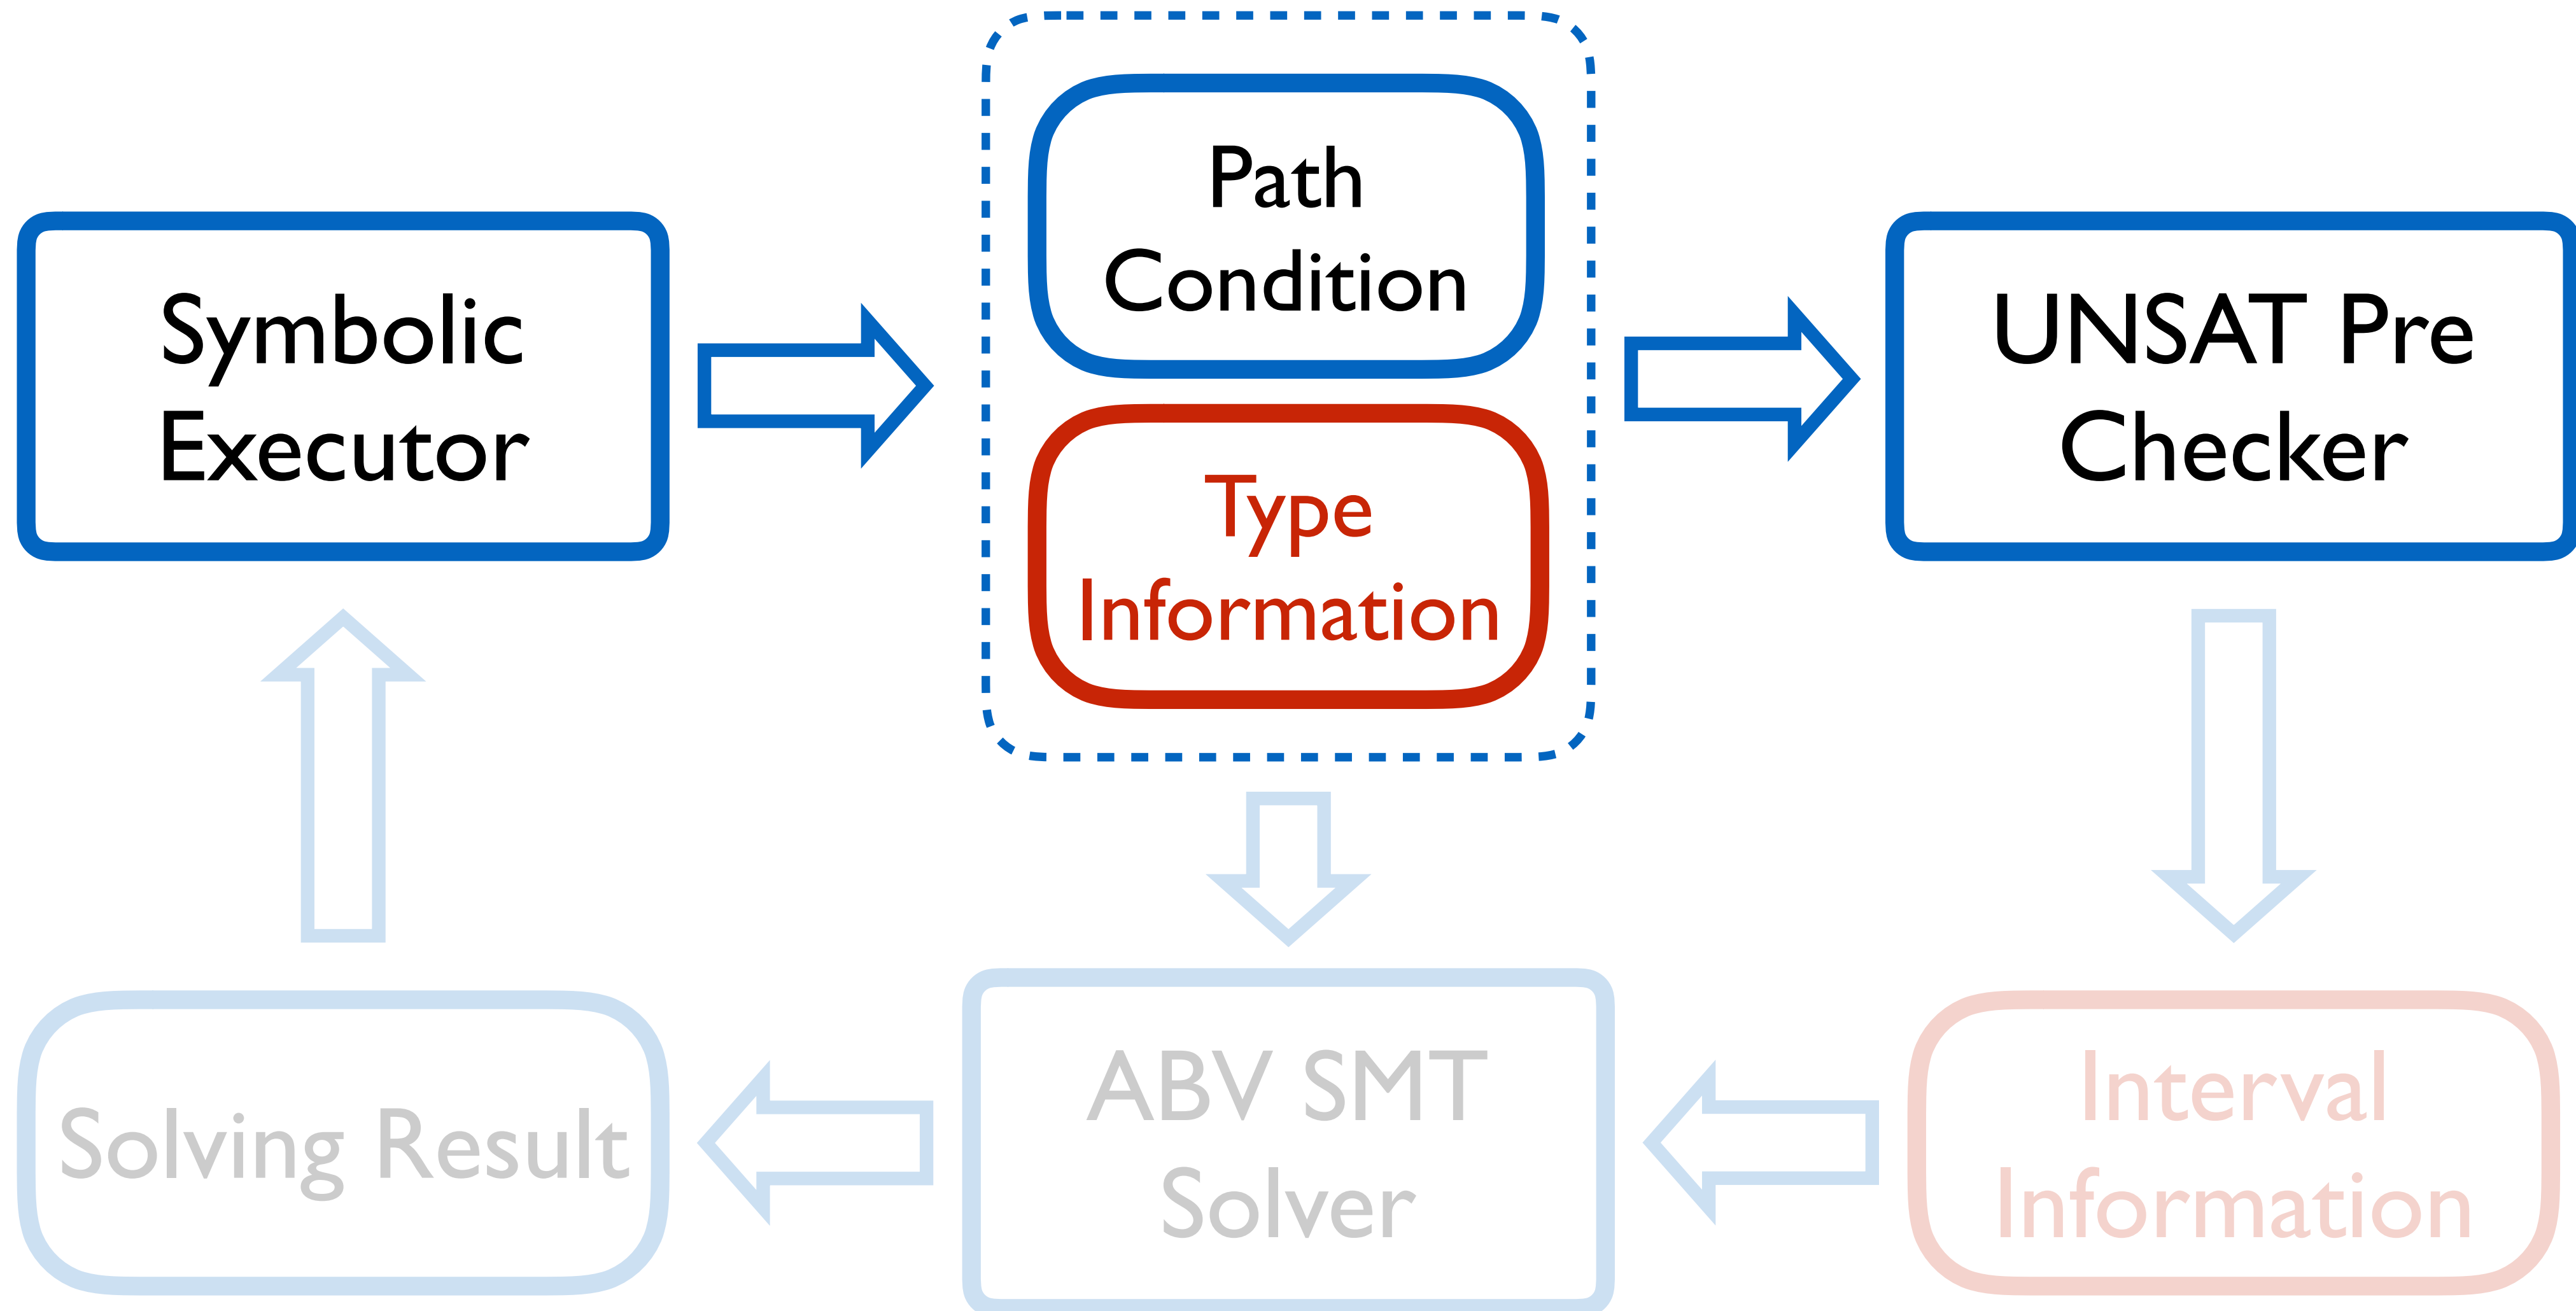 Symbolic
Executor
Path
Condition
Type
Information
UNSAT Pre
Checker
Solving Result
ABV SMT
Solver
Interval
Information